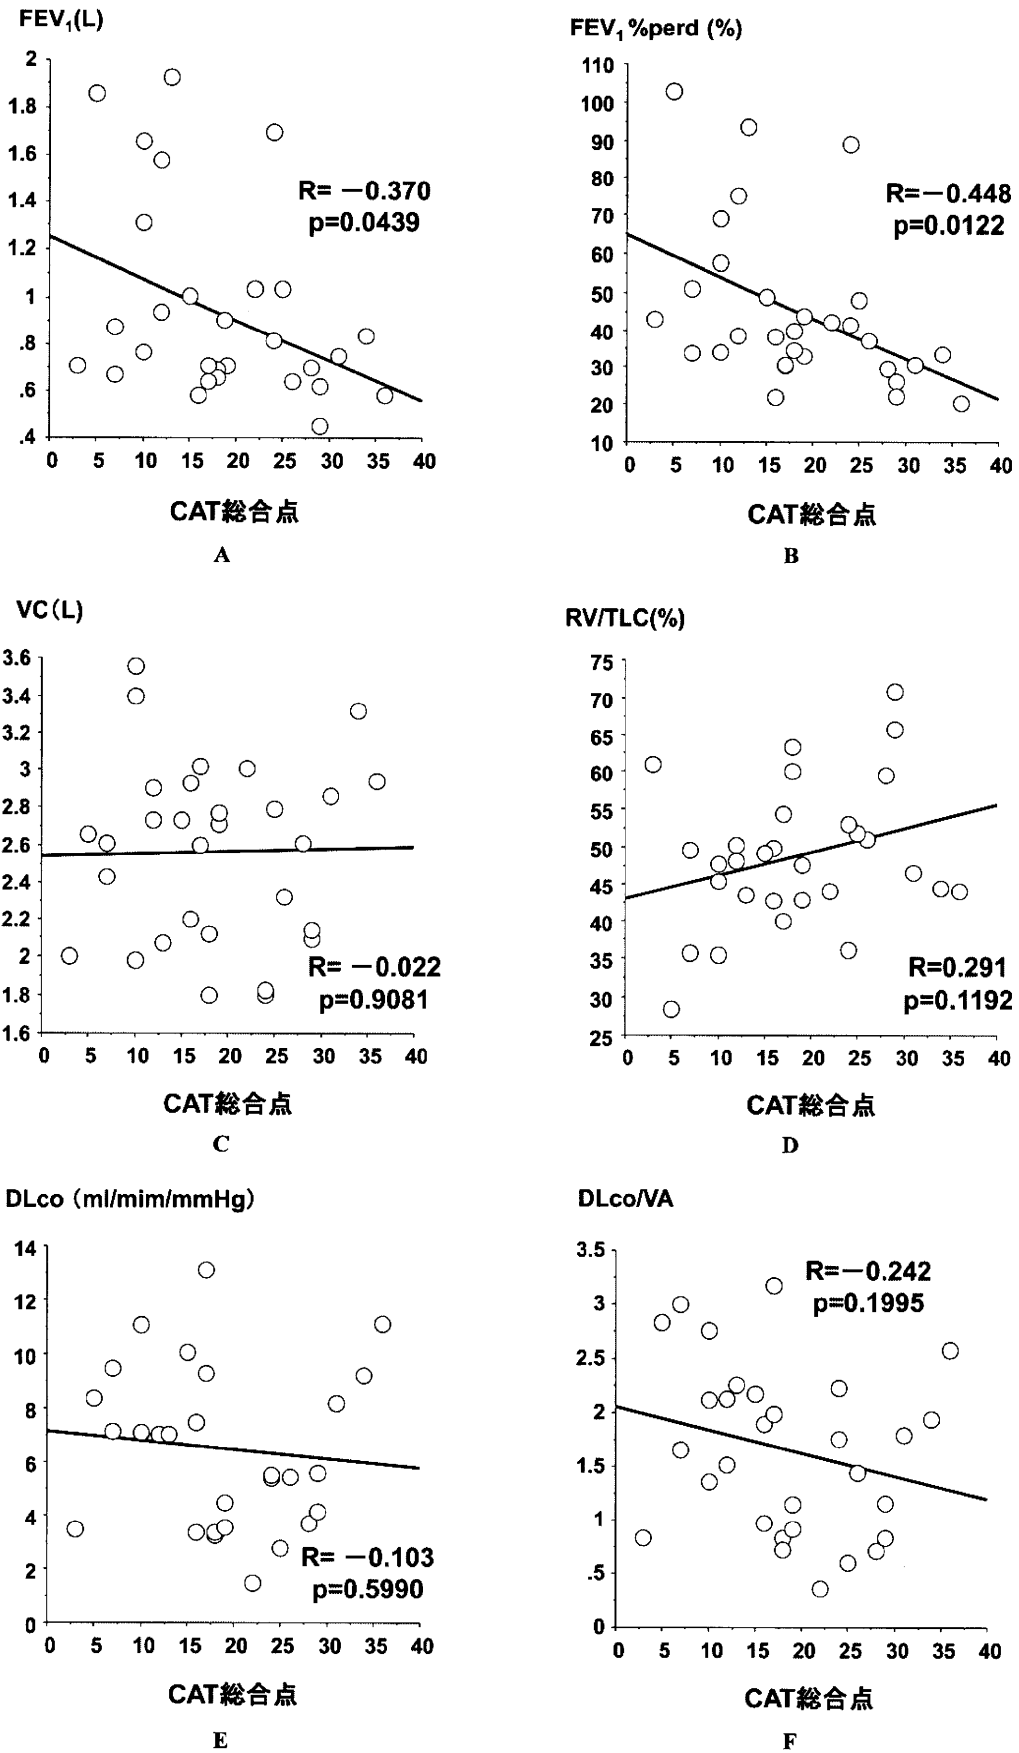 FEV₁(L)
2
1.8
1.6
1.4
1.2
1
.8
.6
.4
R= －0.370
p=0.0439
0 5 10 15 20 25 30 35 40
CAT総合点
A
FEV₁%perd (%)
110
100
90
80
70
60
50
40
30
20
10
R=－0.448
p=0.0122
0 5 10 15 20 25 30 35 40
CAT総合点
B
VC(L)
3.6
3.4
3.2
3
2.8
2.6
2.4
2.2
2
1.8
1.6
R= －0.022
p=0.9081
0 5 10 15 20 25 30 35 40
CAT総合点
C
RV/TLC(%)
75
70
65
60
55
50
45
40
35
30
25
R=0.291
p=0.1192
0 5 10 15 20 25 30 35 40
CAT総合点
D
DLco (ml/mim/mmHg)
14
12
10
8
6
4
2
0
R= －0.103
p=0.5990
0 5 10 15 20 25 30 35 40
CAT総合点
E
DLco/VA
3.5
3
2.5
2
1.5
1
.5
0
R=－0.242
p=0.1995
0 5 10 15 20 25 30 35 40
CAT総合点
F